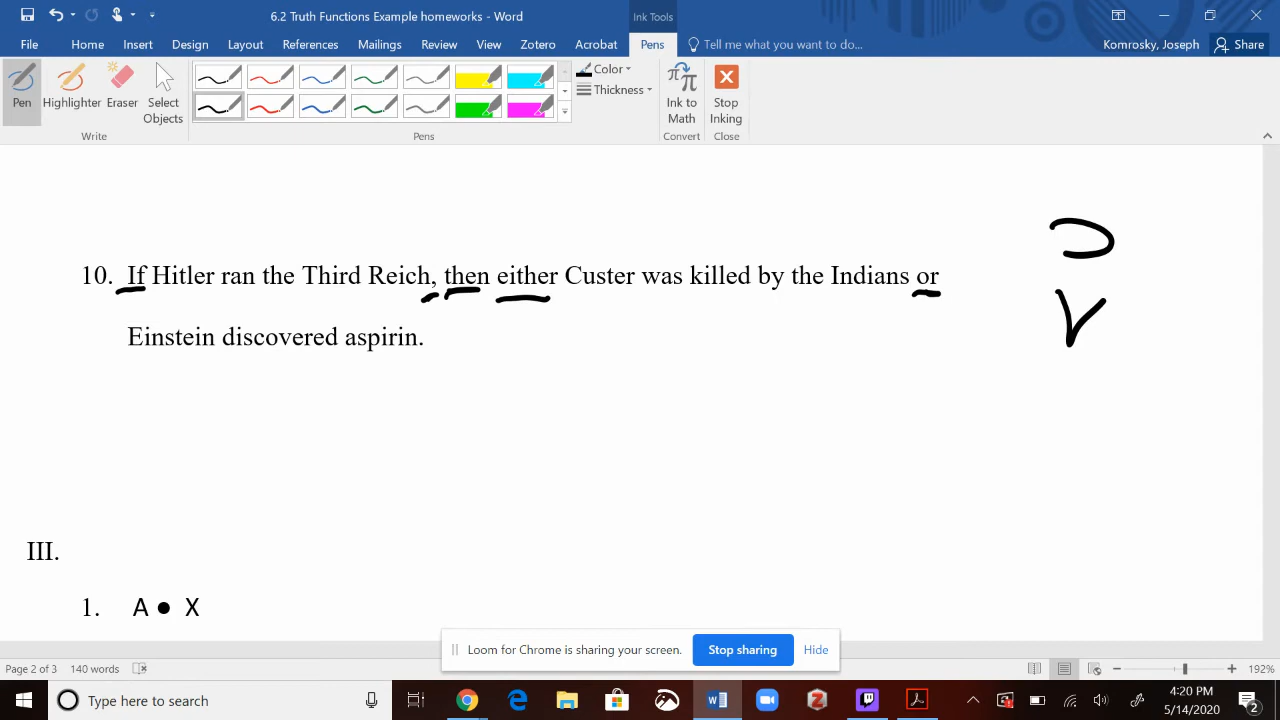 6.2 Truth Functions Example homeworks - Word
Ink Tools
File Home Insert Design Layout References Mailings Review View Zotero Acrobat Pens Tell me what you want to do... Komrosky, Joseph Share
Pen Highlighter Eraser Select Objects Color Thickness Ink to Math Stop Inking
Write Pens Convert Close
⊃
10. If Hitler ran the Third Reich, then either Custer was killed by the Indians or
v
Einstein discovered aspirin.
III.
1. A ● X
Loom for Chrome is sharing your screen. Stop sharing Hide
Page 2 of 3 140 words 192%
Type here to search
4:20 PM
5/14/2020
2